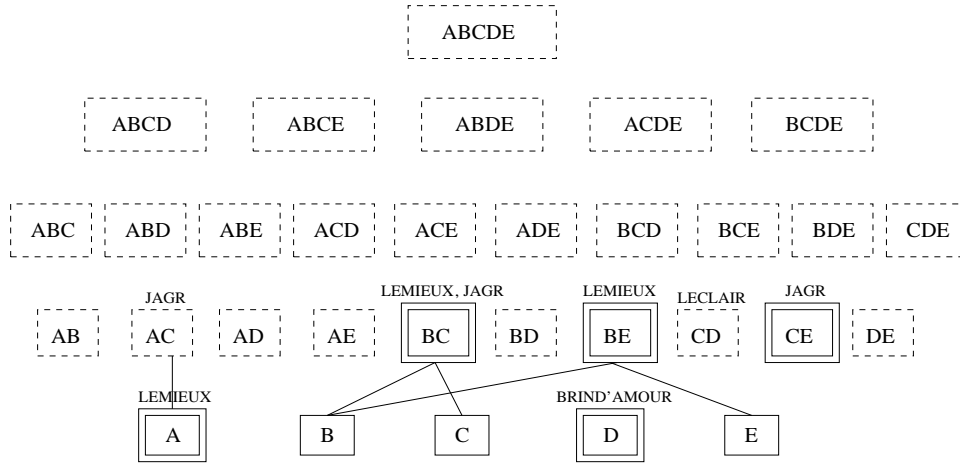 ABCDE
ABCD ABCE ABDE ACDE BCDE
ABC ABD ABE ACD ACE ADE BCD BCE BDE CDE
JAGR LEMIEUX, JAGR LEMIEUX LECLAIR JAGR
AB AC AD AE BC BD BE CD CE DE
LEMIEUX BRIND'AMOUR
A B C D E